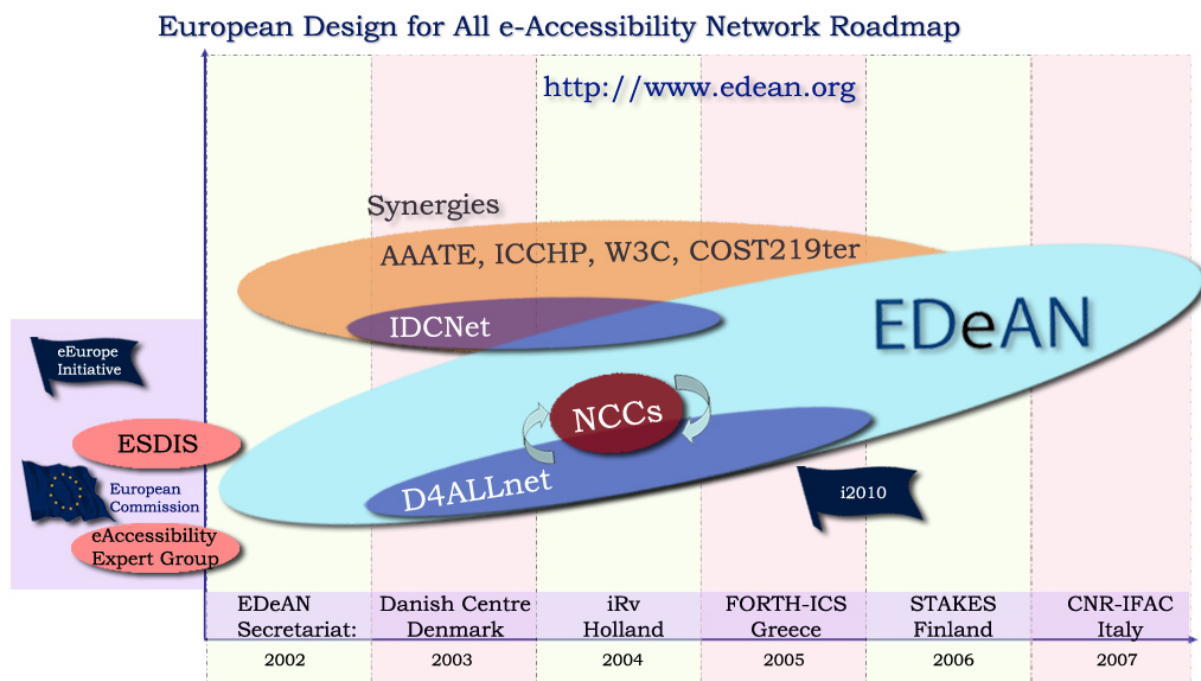 European Design for All e-Accessibility Network Roadmap
http://www.edean.org
Synergies
AAATE, ICCHP, W3C, COST219ter
IDCNet
EDeAN
eEurope
Initiative
NCCs
ESDIS
D4ALLnet
European
Commission
i2010
eAccessibility
Expert Group
EDeAN
Secretariat:
Danish Centre
Denmark
iRv
Holland
FORTH-ICS
Greece
STAKES
Finland
CNR-IFAC
Italy
2002
2003
2004
2005
2006
2007